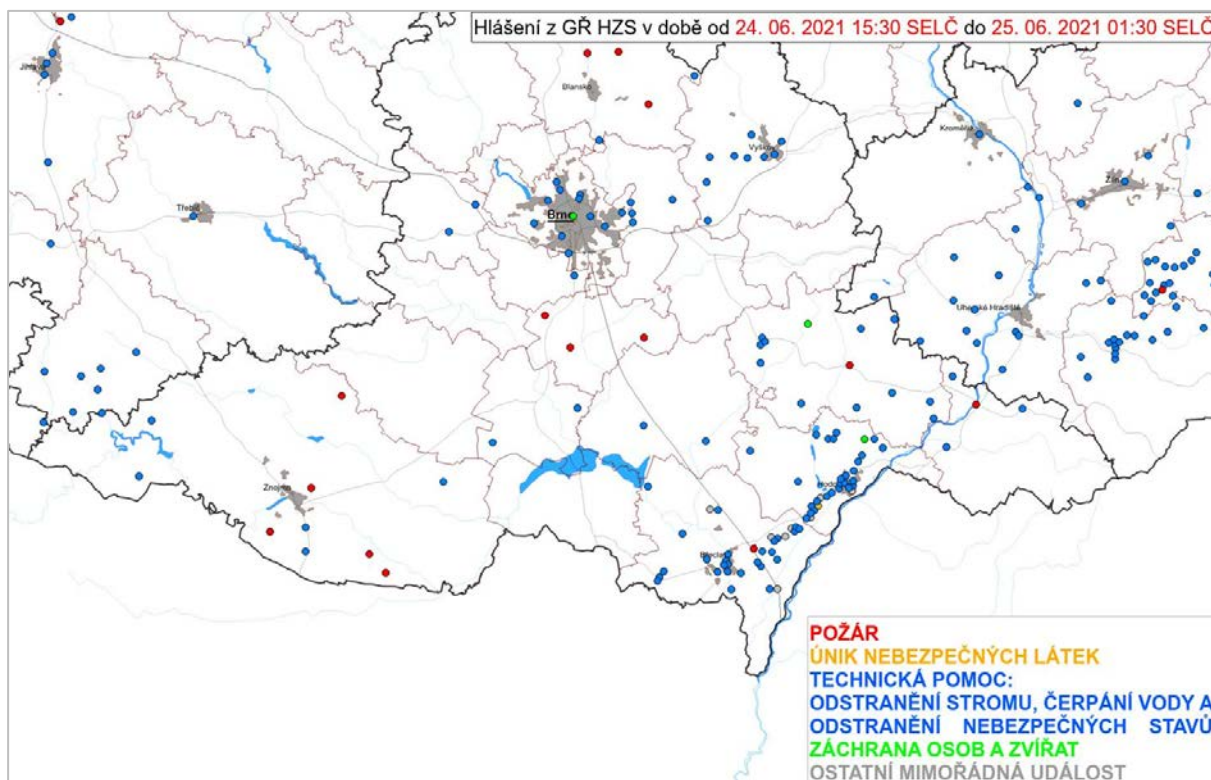 Hlášení z GŘ HZS v době od 24. 06. 2021 15:30 SELČ do 25. 06. 2021 01:30 SELČ
Blansko
Kroměříž
Vyškov
Zlín
Třebíč
Brno
Uherské Hradiště
Znojmo
Břeclav
POŽÁR
ÚNIK NEBEZPEČNÝCH LÁTEK
TECHNICKÁ POMOC:
ODSTRANĚNÍ STROMU, ČERPÁNÍ VODY A
ODSTRANĚNÍ NEBEZPEČNÝCH STAVŮ
ZÁCHRANA OSOB A ZVÍŘAT
OSTATNÍ MIMOŘÁDNÁ UDÁLOST